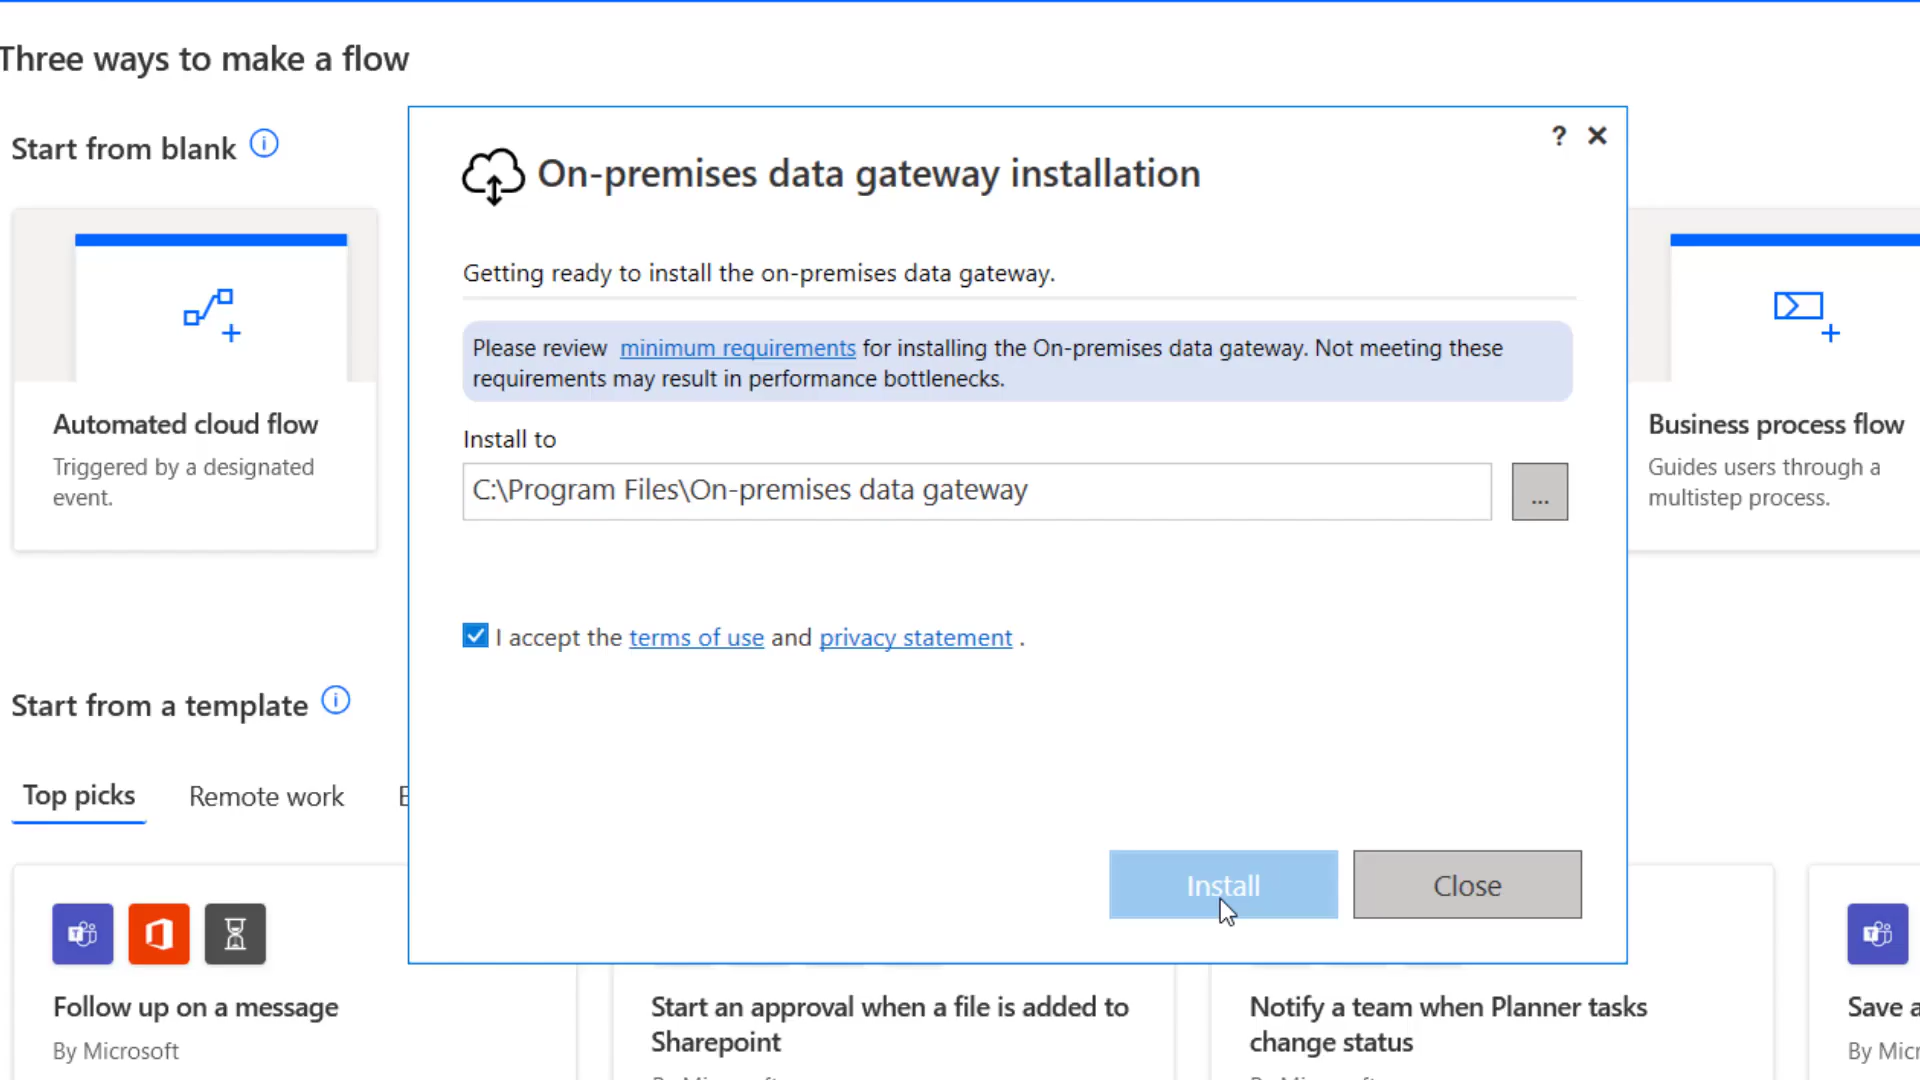 Three ways to make a flow
Start from blank
? ×
On-premises data gateway installation
Getting ready to install the on-premises data gateway.
Please review minimum requirements for installing the On-premises data gateway. Not meeting these
requirements may result in performance bottlenecks.
Install to
C:\Program Files\On-premises data gateway
...
I accept the terms of use and privacy statement .
Install
Close
Automated cloud flow
Triggered by a designated
event.
Business process flow
Guides users through a
multistep process.
Start from a template
Top picks
Remote work
Follow up on a message
By Microsoft
Start an approval when a file is added to
Sharepoint
Notify a team when Planner tasks
change status
Save
By